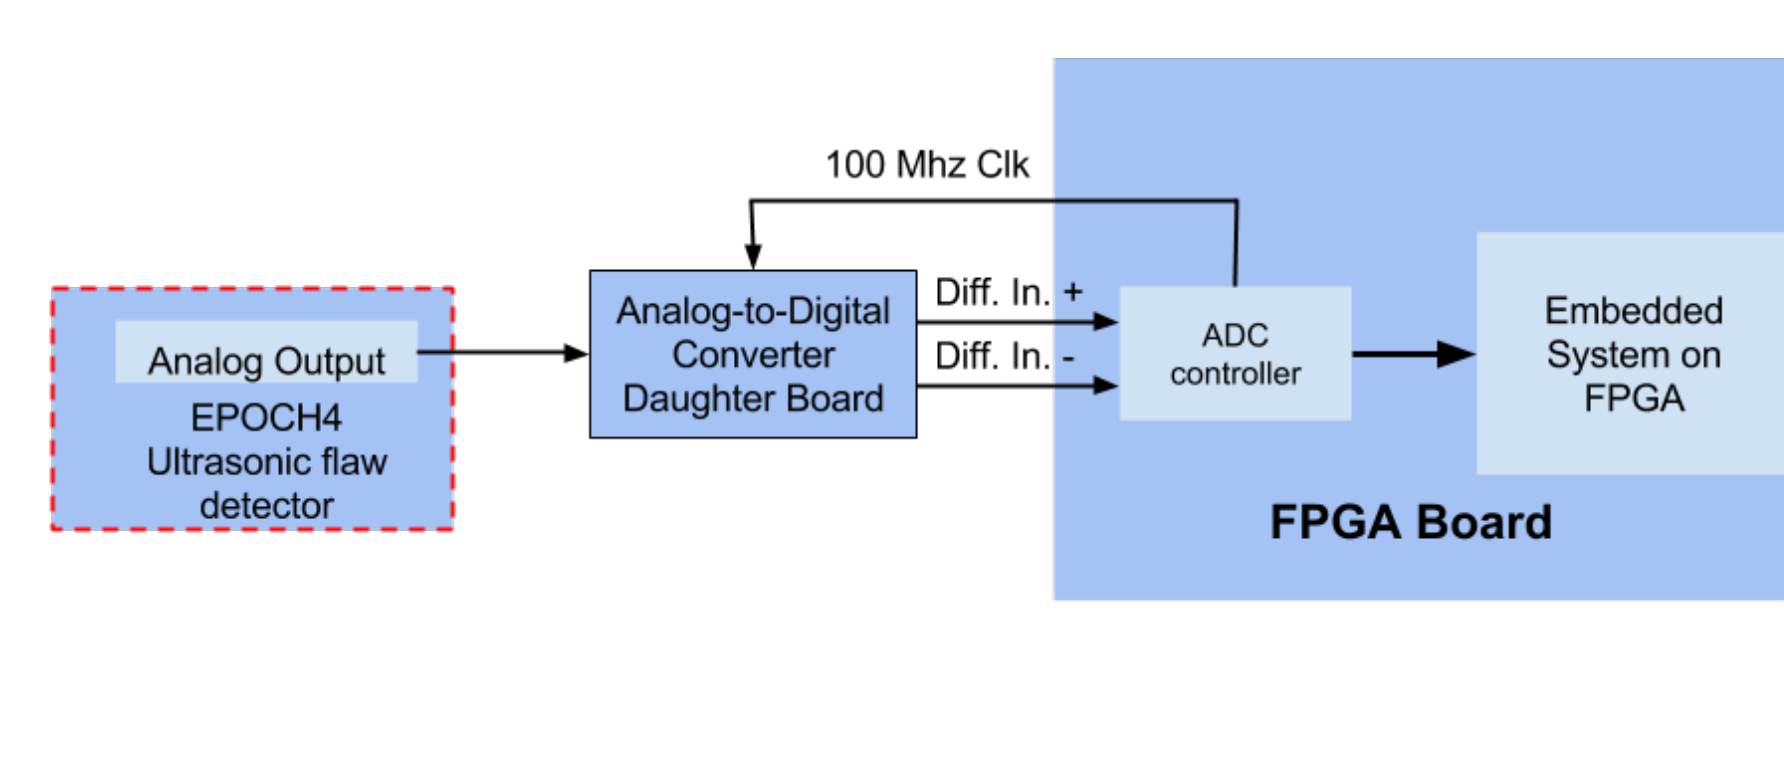 100 Mhz Clk
Analog Output
EPOCH4
Ultrasonic flaw
detector
Analog-to-Digital
Converter
Daughter Board
Diff. In. +
Diff. In. -
ADC
controller
Embedded
System on
FPGA
FPGA Board